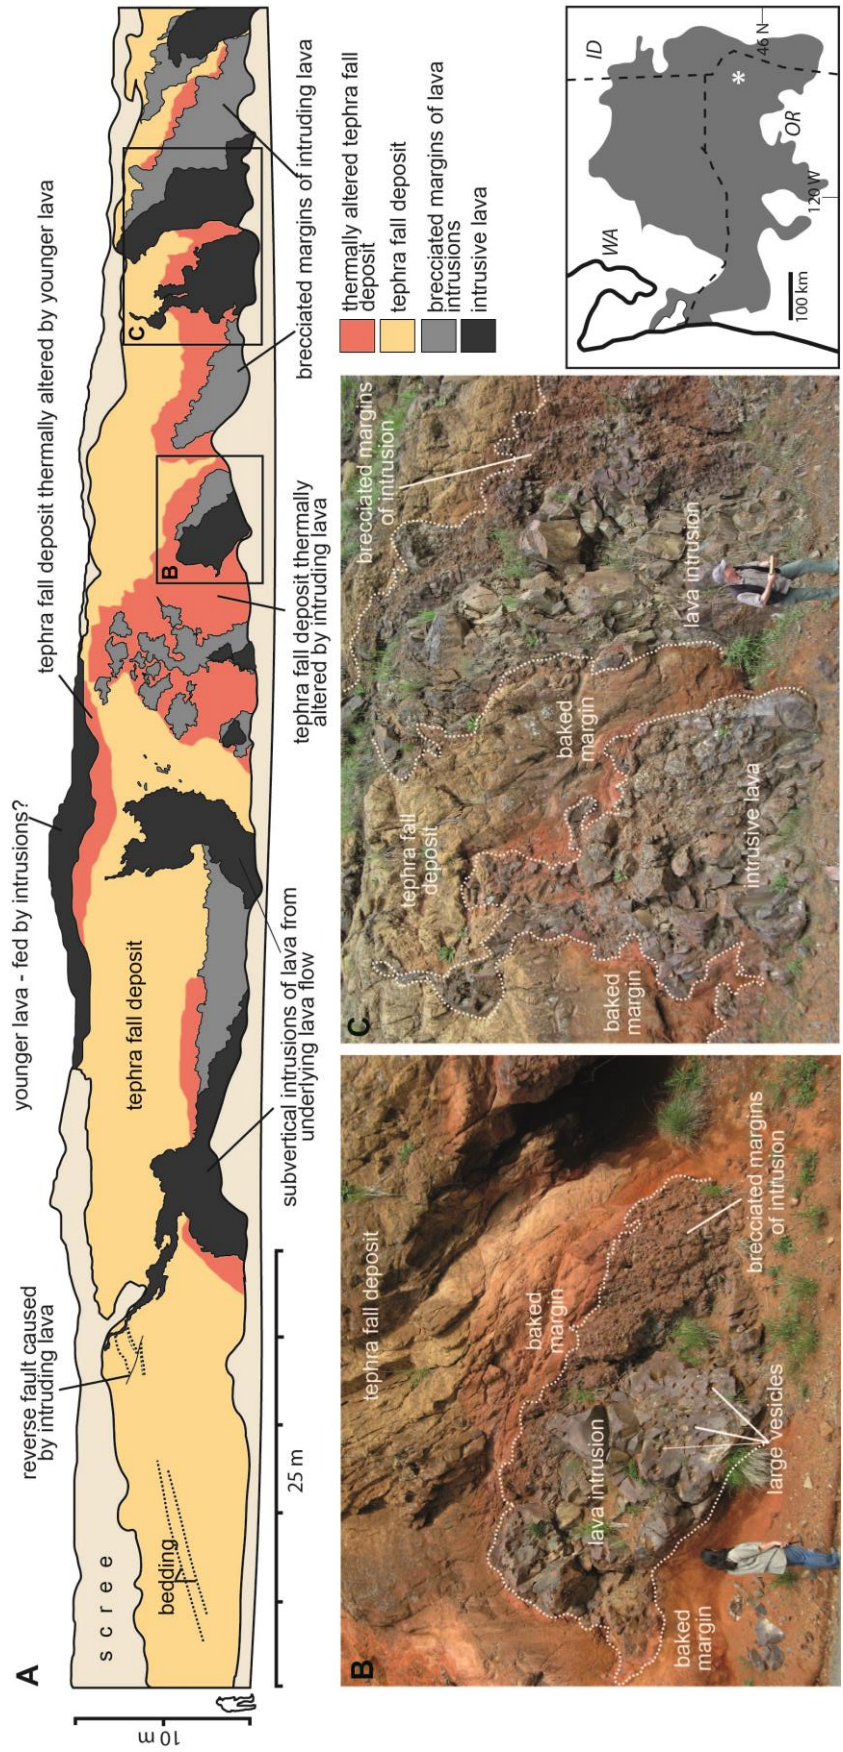 A
s c r e e
bedding
reverse fault caused
by intruding lava
younger lava - fed by intrusions?
tephra fall deposit thermally altered by younger lava
tephra fall deposit
subvertical intrusions of lava from
underlying lava flow
tephra fall deposit thermally
altered by intruding lava
brecciated margins of intruding lava
B
C
10 m
25 m
thermally altered tephra fall
deposit
tephra fall deposit
brecciated margins of lava
intrusions
intrusive lava
B
tephra fall deposit
baked
margin
lava intrusion
baked
margin
large vesicles
brecciated margins
of intrusion
C
tephra fall
deposit
baked
margin
baked
margin
intrusive lava
lava intrusion
brecciated margins
of intrusion
WA
ID
OR
46 N
120 W
100 km
*